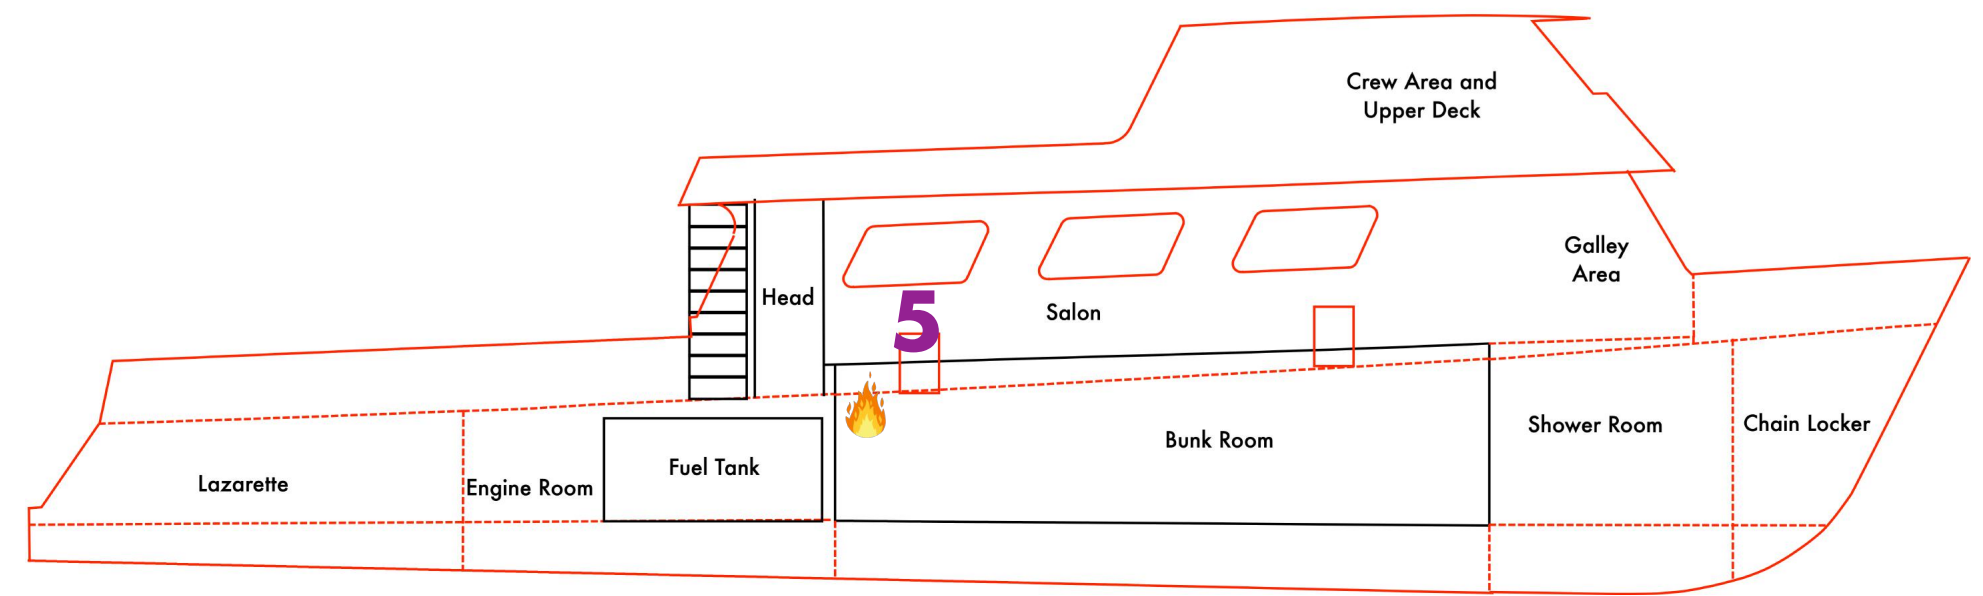 Crew Area and
Upper Deck
Galley
Area
Head
5
Salon
Shower Room
Chain Locker
Bunk Room
Fuel Tank
Lazarette
Engine Room